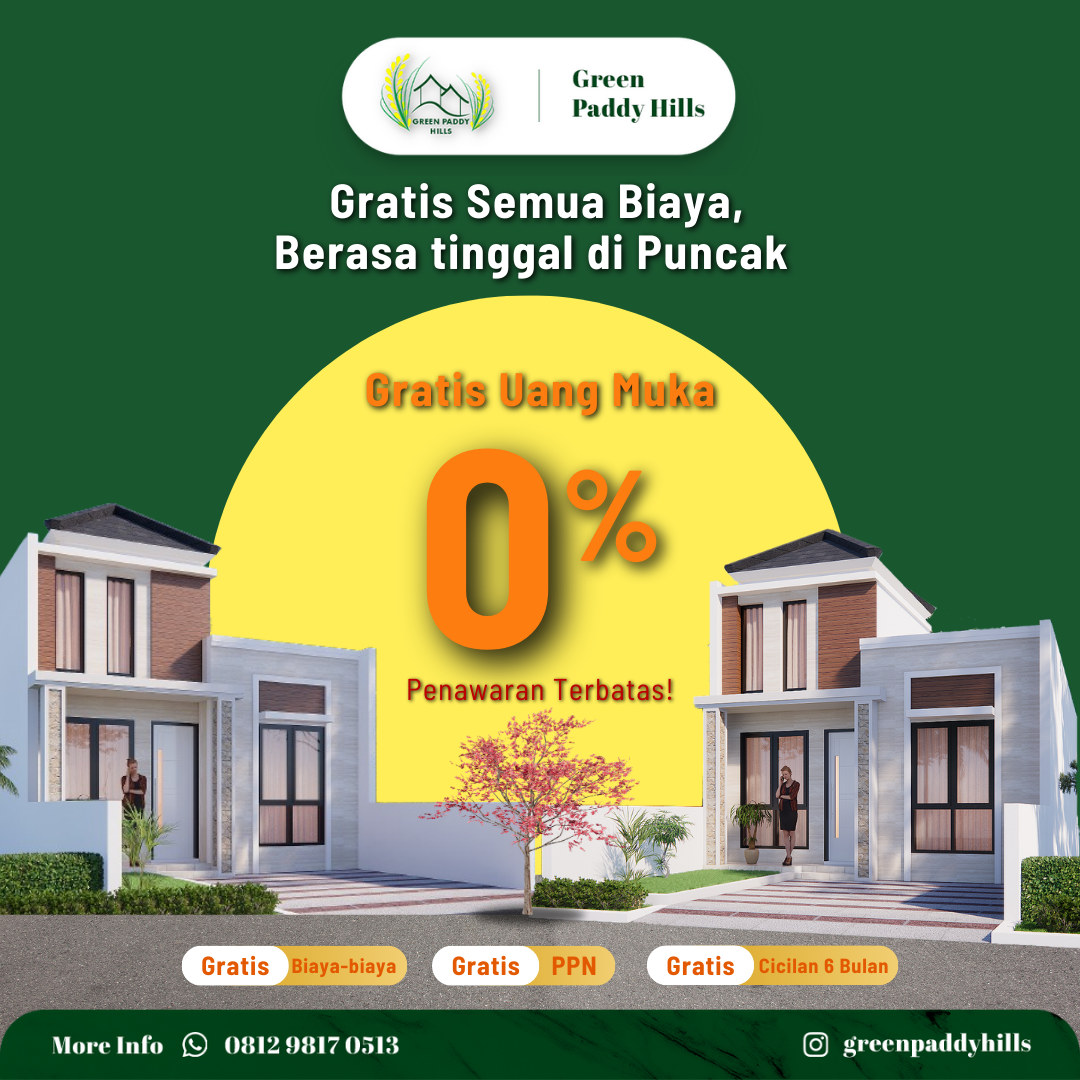 GREEN PADDY
HILLS
Green
Paddy Hills
Gratis Semua Biaya,
Berasa tinggal di Puncak
Gratis Uang Muka
0%
Penawaran Terbatas!
Gratis Biaya-biaya
Gratis PPN
Gratis Cicilan 6 Bulan
More Info 0812 9817 0513
greenpaddyhills